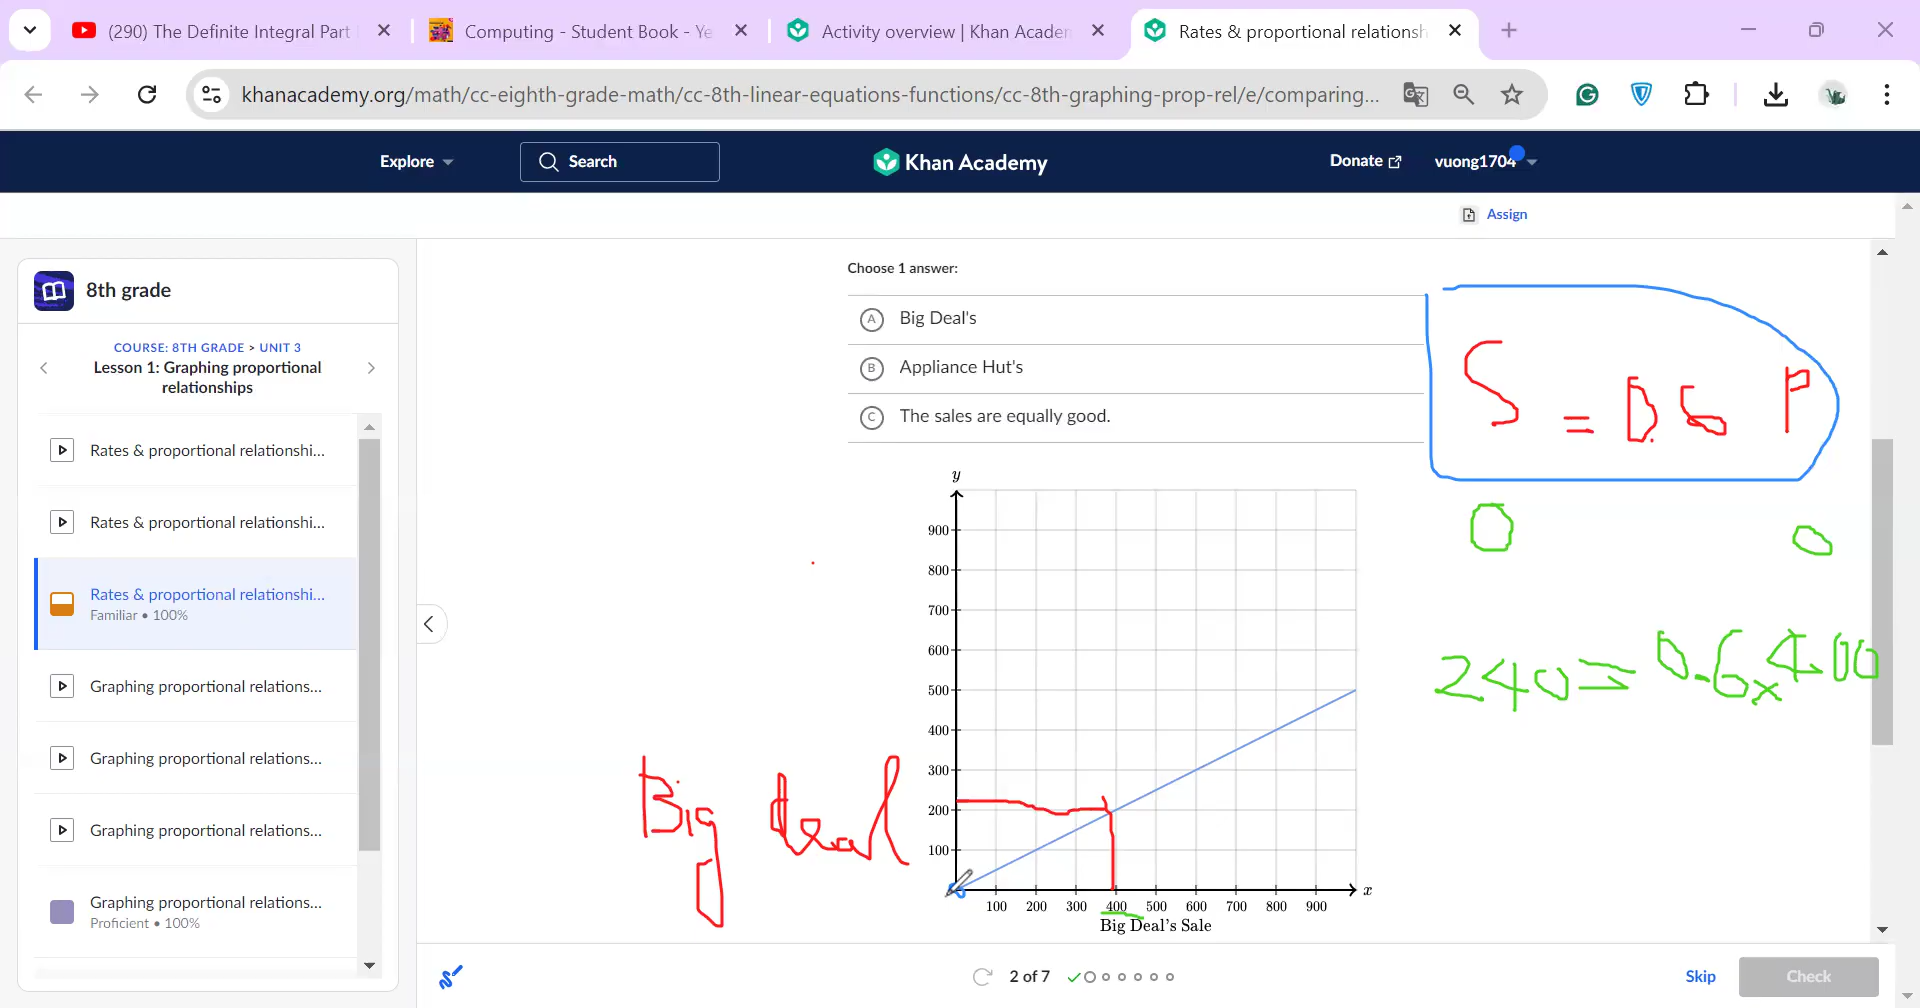 (290) The Definite Integral Part
Computing - Student Book - Ye
Activity overview | Khan Academ
Rates & proportional relationsh
khanacademy.org/math/cc-eighth-grade-math/cc-8th-linear-equations-functions/cc-8th-graphing-prop-rel/e/comparing...
Explore
Search
Khan Academy
Donate
vuong1704
Assign
8th grade
COURSE: 8TH GRADE > UNIT 3
Lesson 1: Graphing proportional
relationships
Rates & proportional relationshi...
Rates & proportional relationshi...
Rates & proportional relationshi...
Familiar • 100%
Graphing proportional relations...
Graphing proportional relations...
Graphing proportional relations...
Graphing proportional relations...
Proficient • 100%
Choose 1 answer:
A Big Deal's
B Appliance Hut's
C The sales are equally good.
S = 0.6 P
0 0
240 = 0.6 x 400
Big deal
y
900
800
700
600
500
400
300
200
100
100 200 300 400 500 600 700 800 900 x
Big Deal's Sale
2 of 7
Skip
Check